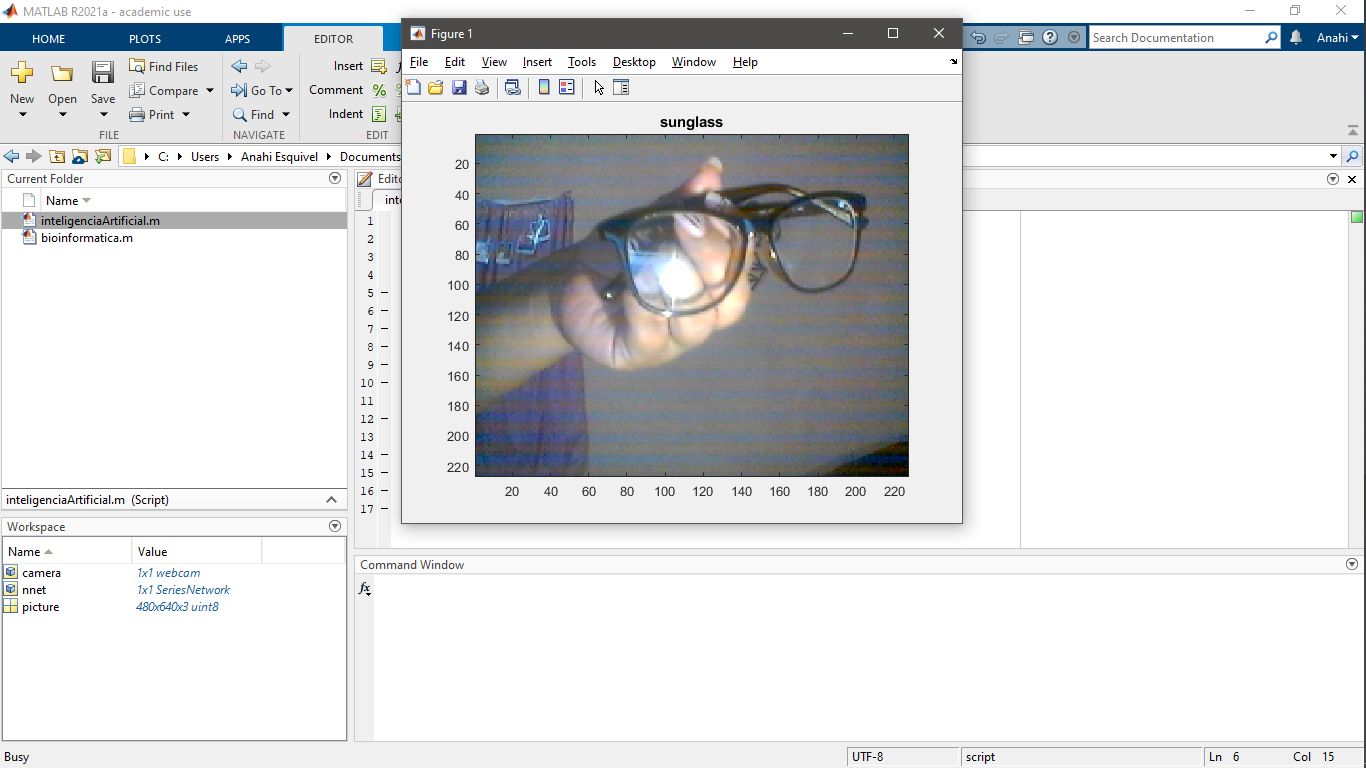 MATLAB R2021a - academic use
HOME PLOTS APPS EDITOR
Search Documentation
Anahi
New Open Save
Find Files
Compare
Print
Go To
Find
Insert
Comment
Indent
FILE NAVIGATE EDIT
C: Users Anahi Esquivel Documents
Current Folder
Name
inteligenciaArtificial.m
bioinformatica.m
inteligenciaArtificial.m (Script)
Workspace
Name Value
camera 1x1 webcam
nnet 1x1 SeriesNetwork
picture 480x640x3 uint8
Busy
1
2
3
4
5 –
6 –
7 –
8 –
9 –
10 –
11
12 –
13
14 –
15 –
16 –
17 –
Figure 1
File Edit View Insert Tools Desktop Window Help
sunglass
20
40
60
80
100
120
140
160
180
200
220
20 40 60 80 100 120 140 160 180 200 220
Command Window
fx
UTF-8 script Ln 6 Col 15